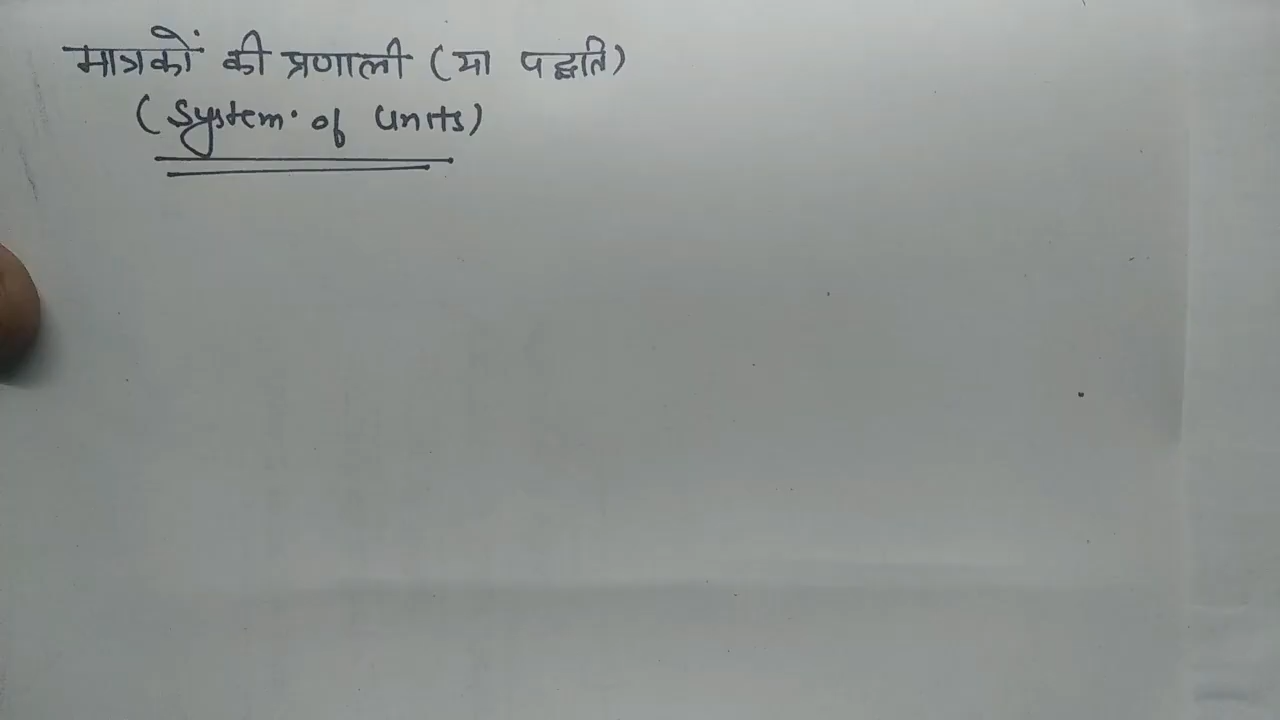 मात्रकों की प्रणाली (या पद्धति)
(System of Units)